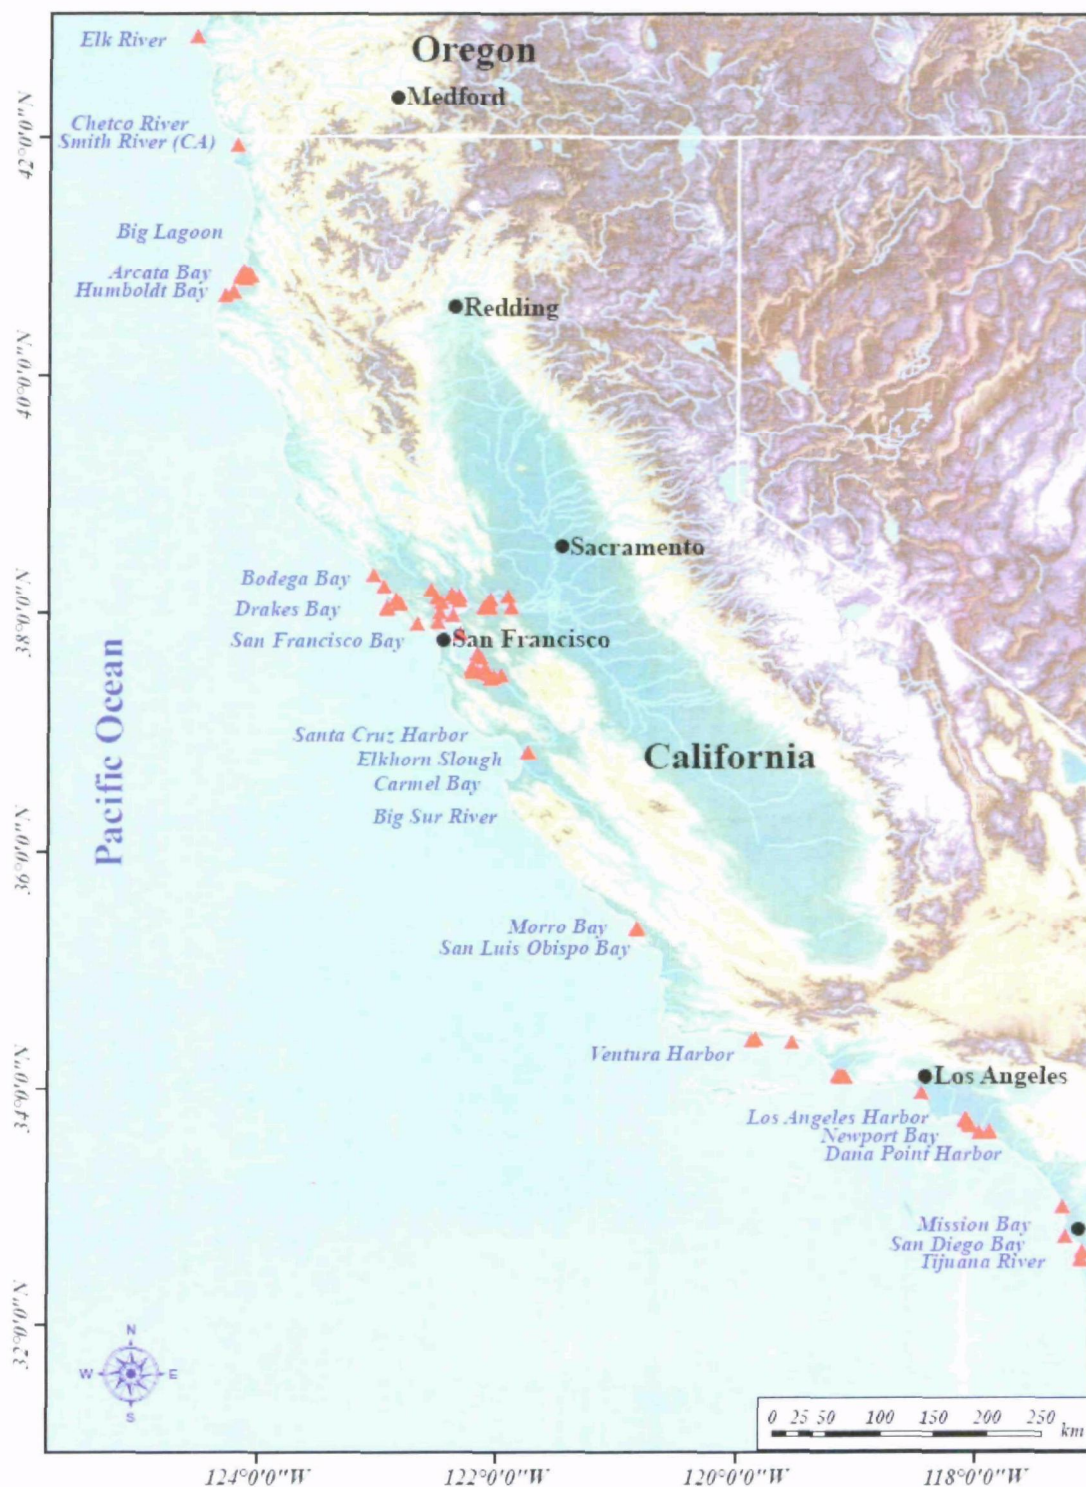 Elk River
Oregon
Medford
Chetco River
Smith River (CA)
42°0'0"N
Big Lagoon
Arcata Bay
Humboldt Bay
Redding
40°0'0"N
Sacramento
Bodega Bay
Drakes Bay
38°0'0"N
San Francisco Bay
San Francisco
Pacific Ocean
Santa Cruz Harbor
Elkhorn Slough
California
Carmel Bay
Big Sur River
36°0'0"N
Morro Bay
San Luis Obispo Bay
Ventura Harbor
34°0'0"N
Los Angeles
Los Angeles Harbor
Newport Bay
Dana Point Harbor
Mission Bay
San Diego Bay
Tijuana River
32°0'0"N
N
W E
S
0 25 50 100 150 200 250
km
124°0'0"W 122°0'0"W 120°0'0"W 118°0'0"W